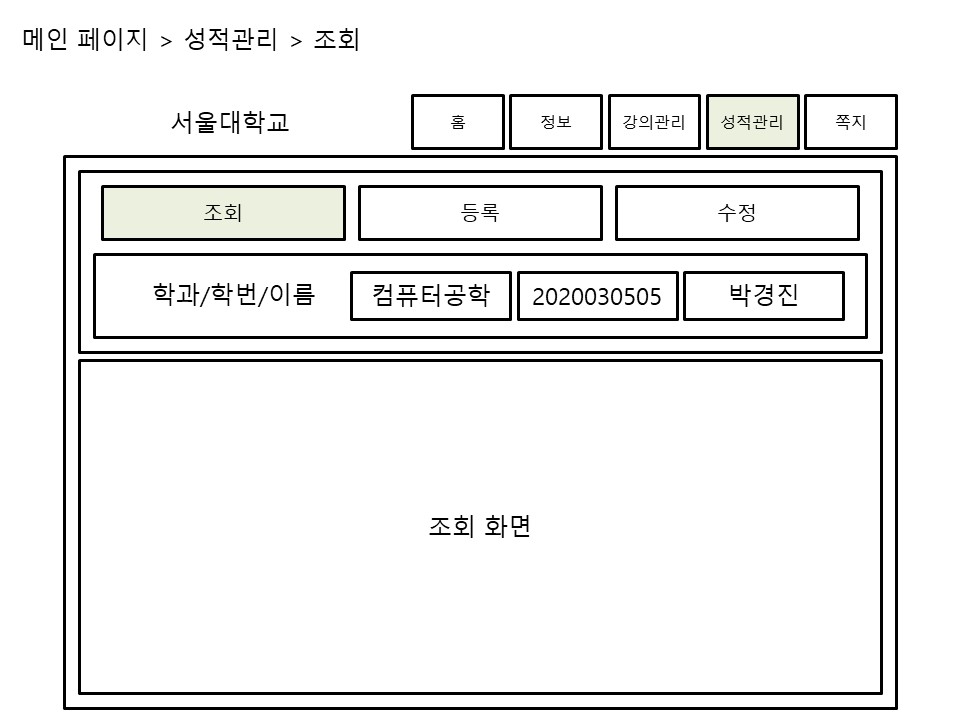 메인 페이지 > 성적관리 > 조회
서울대학교
홈
정보
강의관리
성적관리
쪽지
조회
등록
수정
학과/학번/이름
컴퓨터공학
2020030505
박경진
조회 화면